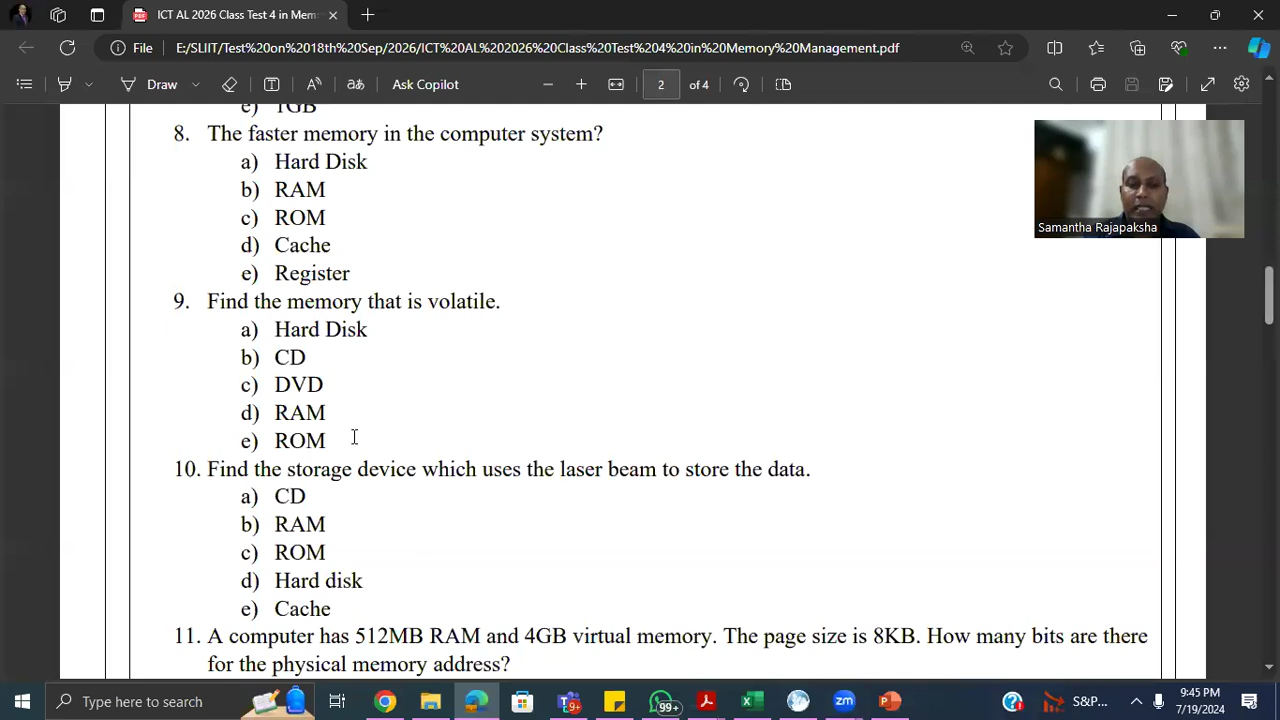 ICT AL 2026 Class Test 4 in Mem
File
E:/SLIIT/Test%20on%2018th%20Sep/2026/ICT%20AL%202026%20Class%20Test%204%20in%20Memory%20Management.pdf
Draw
Ask Copilot
2
of 4
e) 1GB
8. The faster memory in the computer system?
a) Hard Disk
b) RAM
c) ROM
d) Cache
e) Register
9. Find the memory that is volatile.
a) Hard Disk
b) CD
c) DVD
d) RAM
e) ROM
10. Find the storage device which uses the laser beam to store the data.
a) CD
b) RAM
c) ROM
d) Hard disk
e) Cache
11. A computer has 512MB RAM and 4GB virtual memory. The page size is 8KB. How many bits are there
for the physical memory address?
Samantha Rajapaksha
Type here to search
9+
99+
zm
S&P...
9:45 PM
7/19/2024